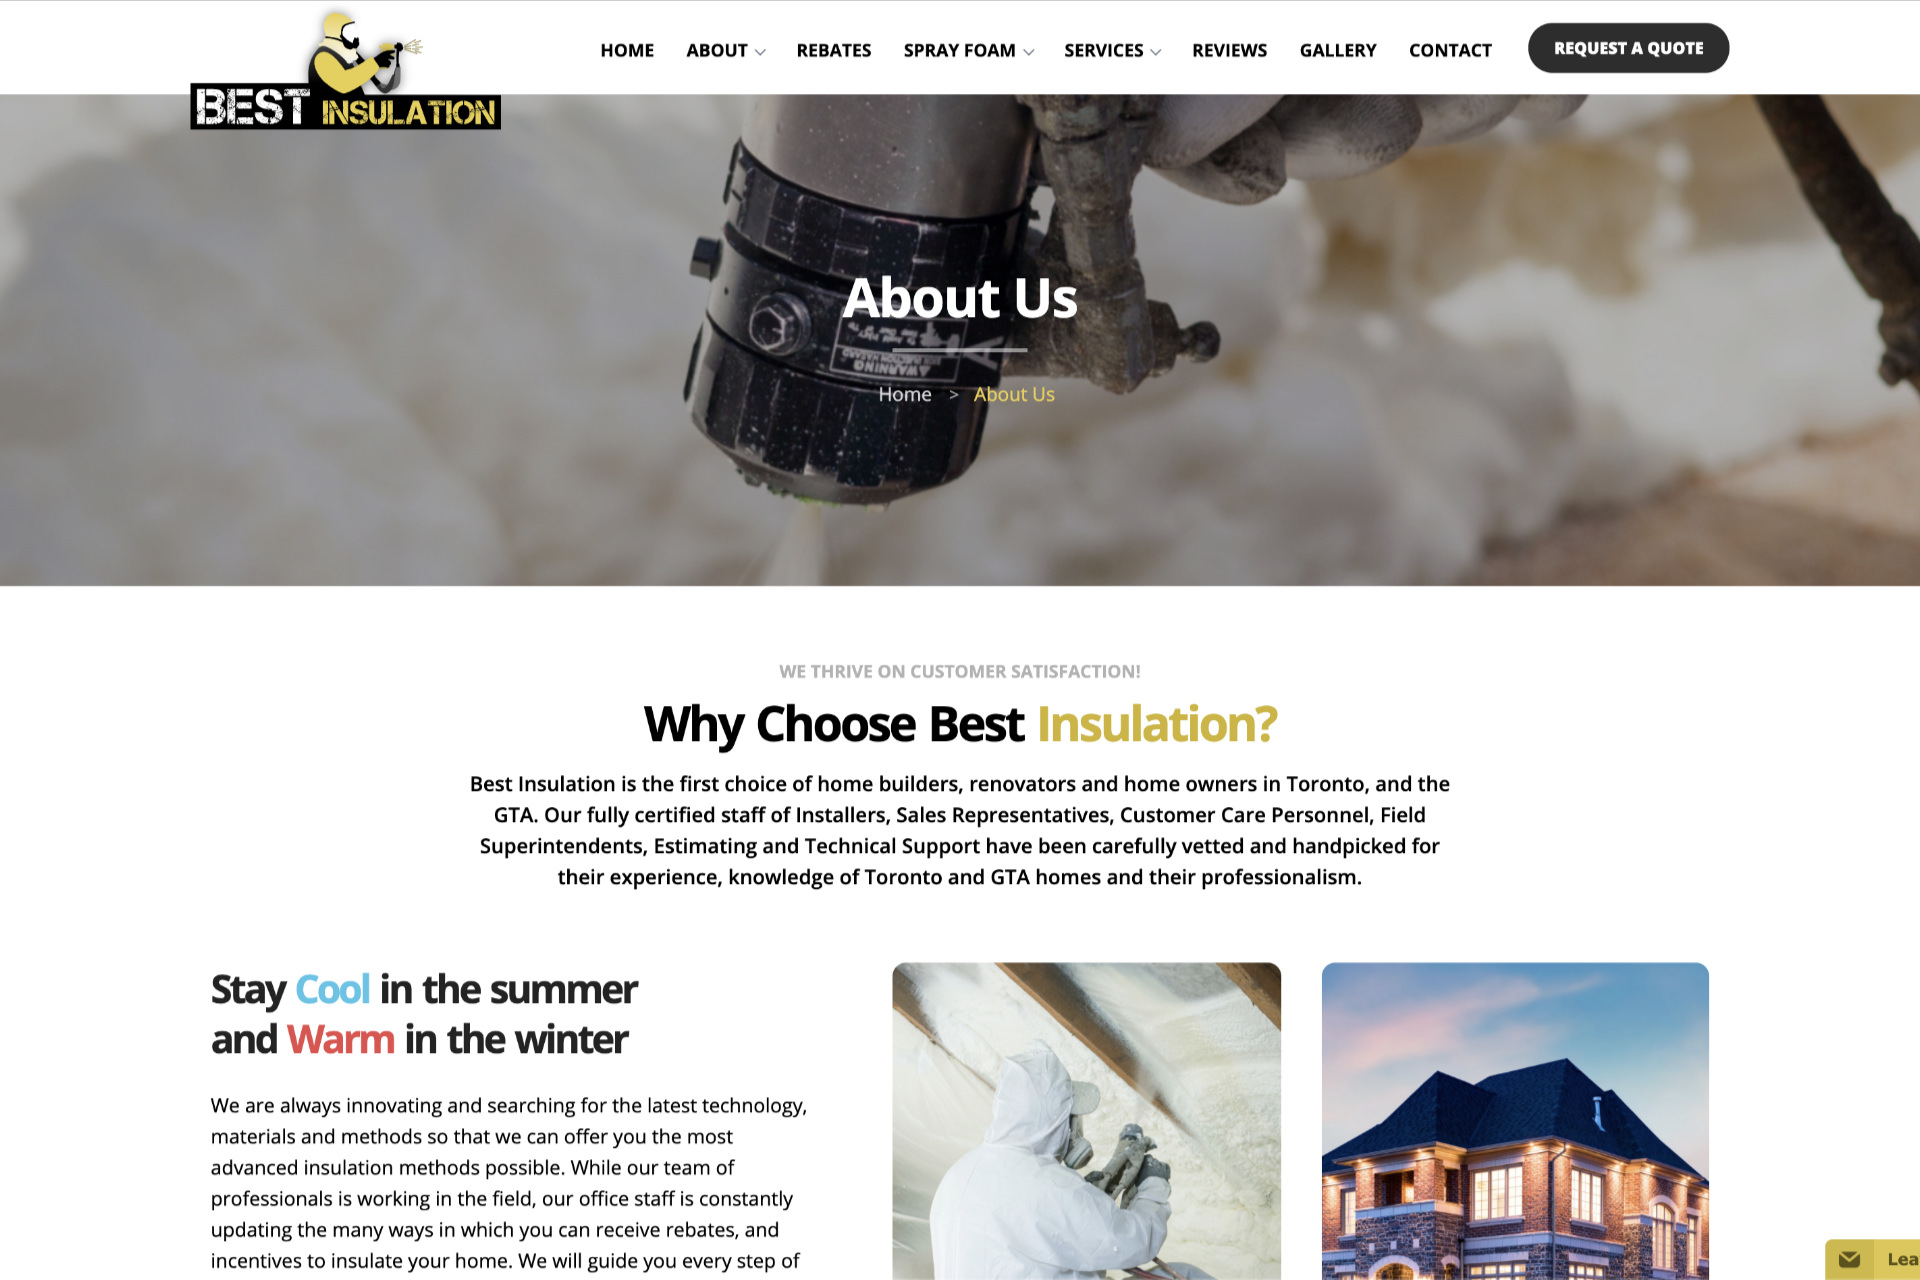 BEST INSULATION
HOME ABOUT REBATES SPRAY FOAM SERVICES REVIEWS GALLERY CONTACT REQUEST A QUOTE
About Us
WARNING
Home > About Us
WE THRIVE ON CUSTOMER SATISFACTION!
Why Choose Best Insulation?
Best Insulation is the first choice of home builders, renovators and home owners in Toronto, and the
GTA. Our fully certified staff of Installers, Sales Representatives, Customer Care Personnel, Field
Superintendents, Estimating and Technical Support have been carefully vetted and handpicked for
their experience, knowledge of Toronto and GTA homes and their professionalism.
Stay Cool in the summer
and Warm in the winter
We are always innovating and searching for the latest technology,
materials and methods so that we can offer you the most
advanced insulation methods possible. While our team of
professionals is working in the field, our office staff is constantly
updating the many ways in which you can receive rebates, and
incentives to insulate your home. We will guide you every step of
Lea